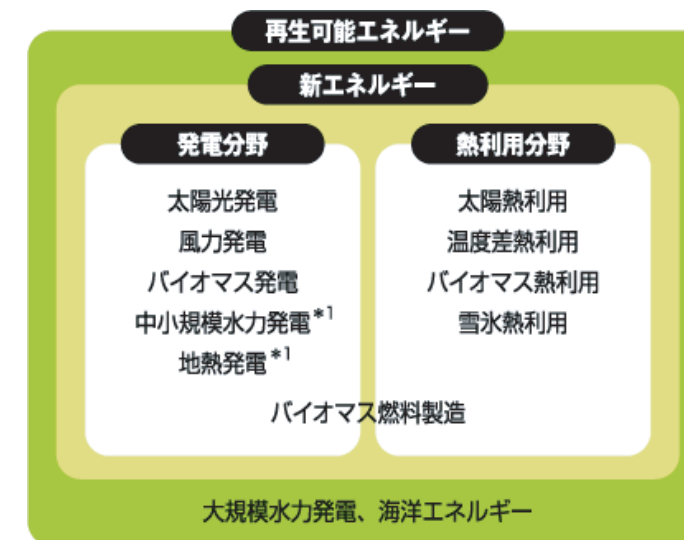 再生可能エネルギー
新エネルギー
発電分野
太陽光発電
風力発電
バイオマス発電
中小規模水力発電*1
地熱発電*1
熱利用分野
太陽熱利用
温度差熱利用
バイオマス熱利用
雪氷熱利用
バイオマス燃料製造
大規模水力発電、海洋エネルギー